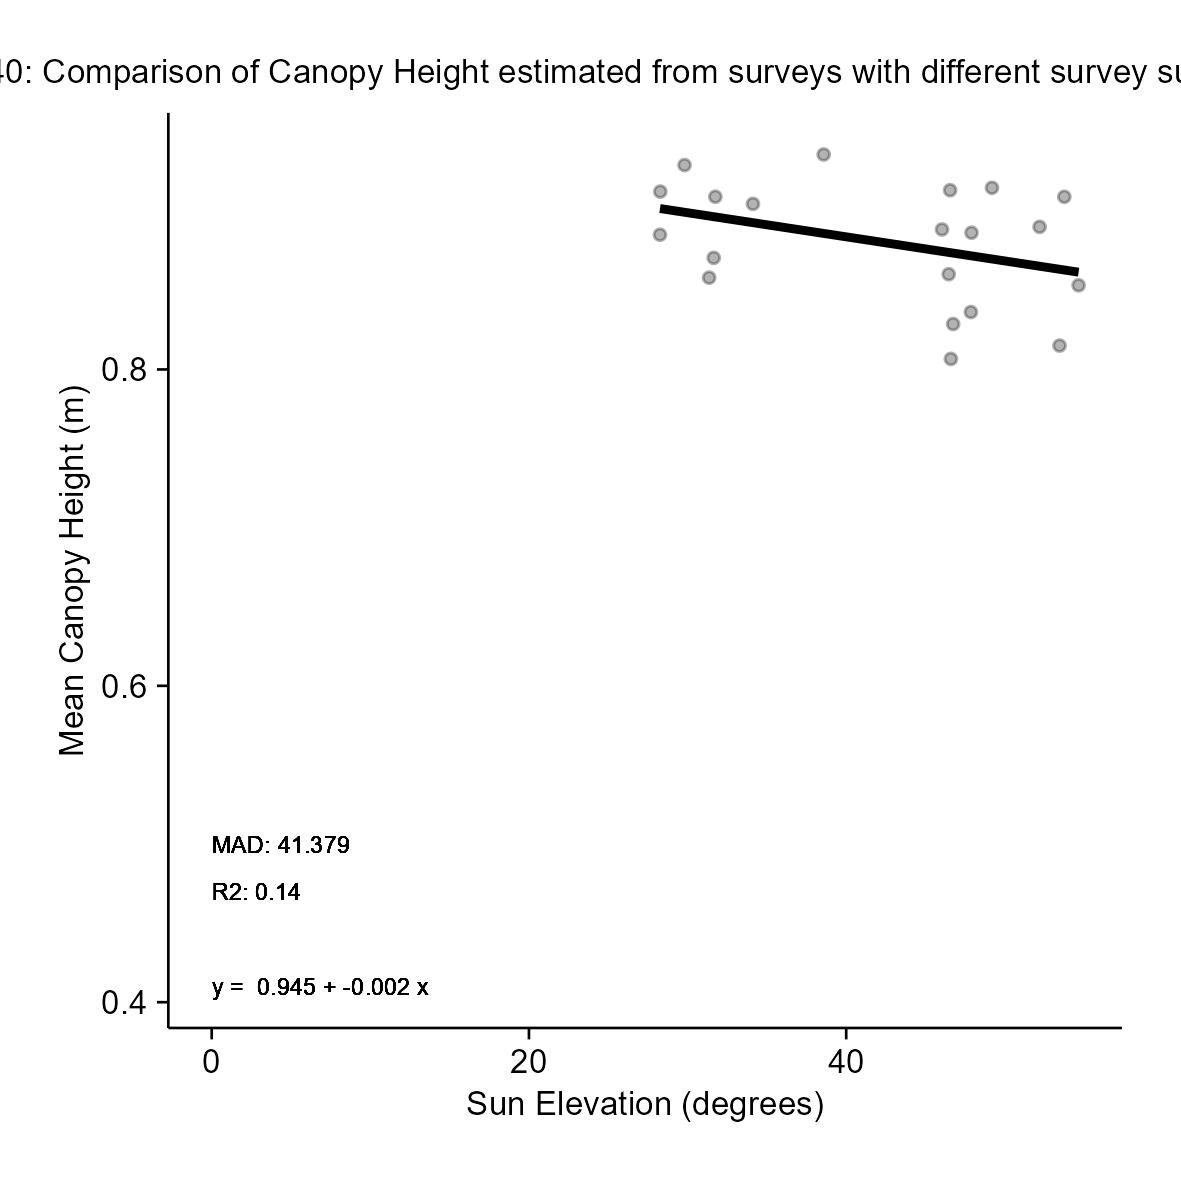 40: Comparison of Canopy Height estimated from surveys with different survey
0.8
0.6
0.4
Mean Canopy Height (m)
MAD: 41.379
R2: 0.14
y = 0.945 + -0.002 x
0 20 40
Sun Elevation (degrees)